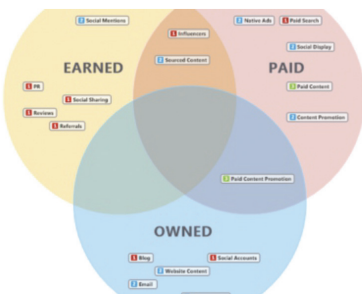 Social Monitors
Native Ads
Paid Search
Influencers
Social Display
Sourced Content
EARNED
PAID
PR
Paid Content
Social Sharing
Reviews
Content Promotion
Referrals
Paid Content Promotion
OWNED
Blog
Social Accounts
Website Content
Email